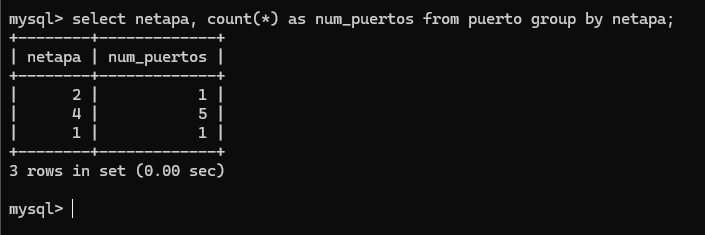 mysql> select netapa, count(*) as num_puertos from puerto group by netapa;
+--------+-------------+
| netapa | num_puertos |
+--------+-------------+
|      2 |           1 |
|      4 |           5 |
|      1 |           1 |
+--------+-------------+
3 rows in set (0.00 sec)
mysql>